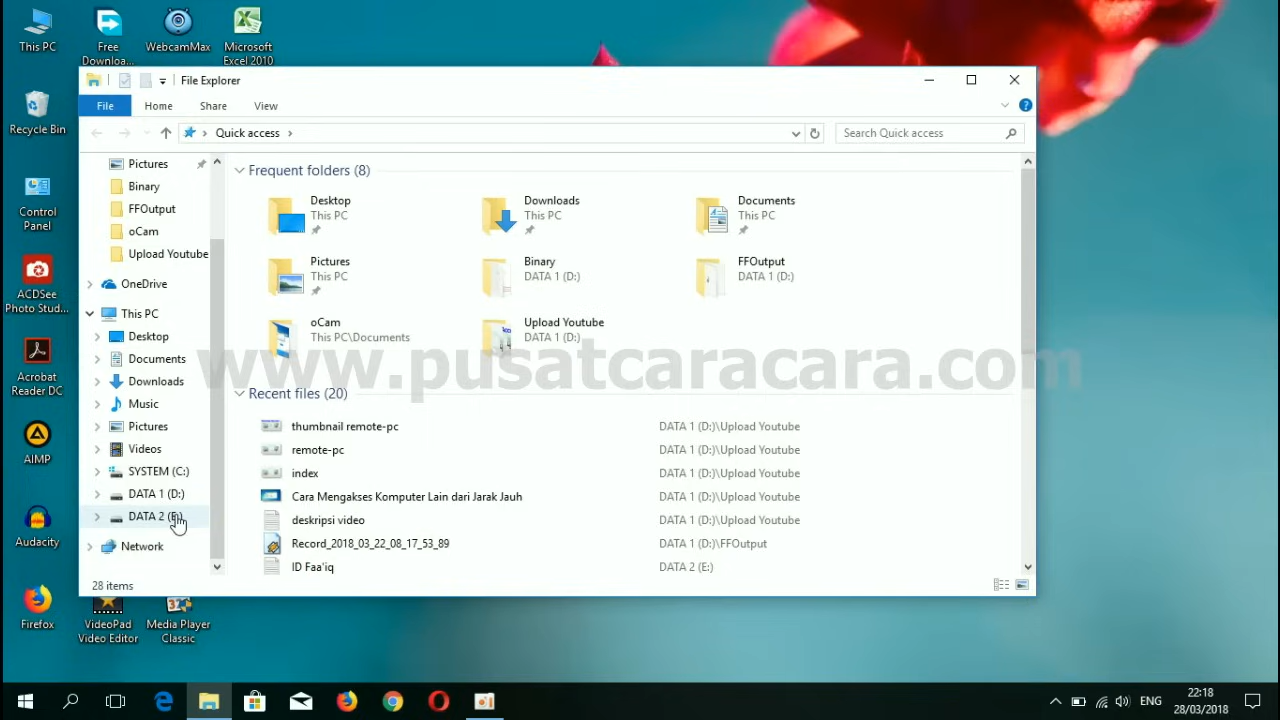 This PC
Free
Downloa...
WebcamMax
Microsoft
Excel 2010
Recycle Bin
Control
Panel
ACDSee
Photo Stud...
Acrobat
Reader DC
AIMP
Audacity
Firefox
VideoPad
Video Editor
Media Player
Classic
File Explorer
File Home Share View
Quick access
Search Quick access
Pictures
Binary
FFOutput
oCam
Upload Youtube
OneDrive
This PC
Desktop
Documents
Downloads
Music
Pictures
Videos
SYSTEM (C:)
DATA 1 (D:)
DATA 2 (E:)
Network
Frequent folders (8)
Desktop
This PC
Downloads
This PC
Documents
This PC
Pictures
This PC
Binary
DATA 1 (D:)
FFOutput
DATA 1 (D:)
oCam
This PC\Documents
Upload Youtube
DATA 1 (D:)
www.pusatcaracara.com
Recent files (20)
thumbnail remote-pc DATA 1 (D:)\Upload Youtube
remote-pc DATA 1 (D:)\Upload Youtube
index DATA 1 (D:)\Upload Youtube
Cara Mengakses Komputer Lain dari Jarak Jauh DATA 1 (D:)\Upload Youtube
deskripsi video DATA 1 (D:)\Upload Youtube
Record_2018_03_22_08_17_53_89 DATA 1 (D:)\FFOutput
ID Faa'iq DATA 2 (E:)
28 items
ENG
22:18
28/03/2018